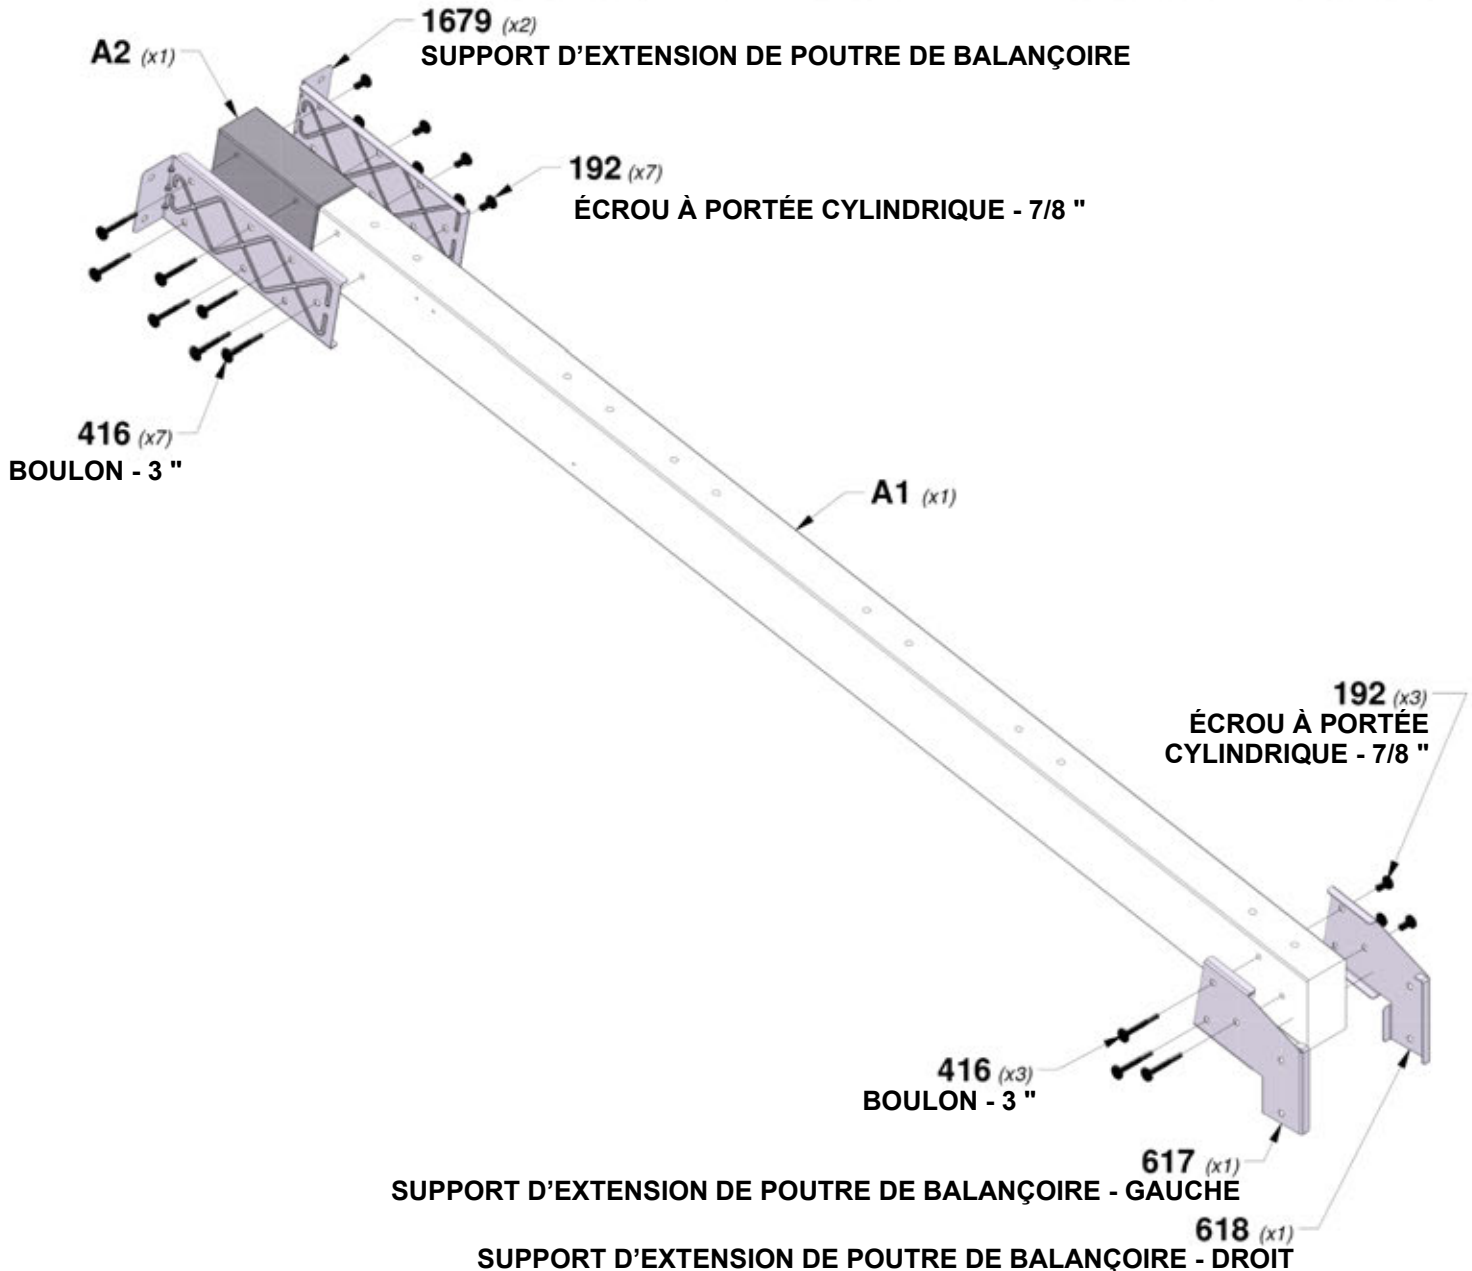 1679 (x2)
SUPPORT D’EXTENSION DE POUTRE DE BALANÇOIRE
A2 (x1)
192 (x7)
ÉCROU À PORTÉE CYLINDRIQUE - 7/8 "
416 (x7)
BOULON - 3 "
A1 (x1)
192 (x3)
ÉCROU À PORTÉE
CYLINDRIQUE - 7/8 "
416 (x3)
BOULON - 3 "
617 (x1)
SUPPORT D’EXTENSION DE POUTRE DE BALANÇOIRE - GAUCHE
618 (x1)
SUPPORT D’EXTENSION DE POUTRE DE BALANÇOIRE - DROIT